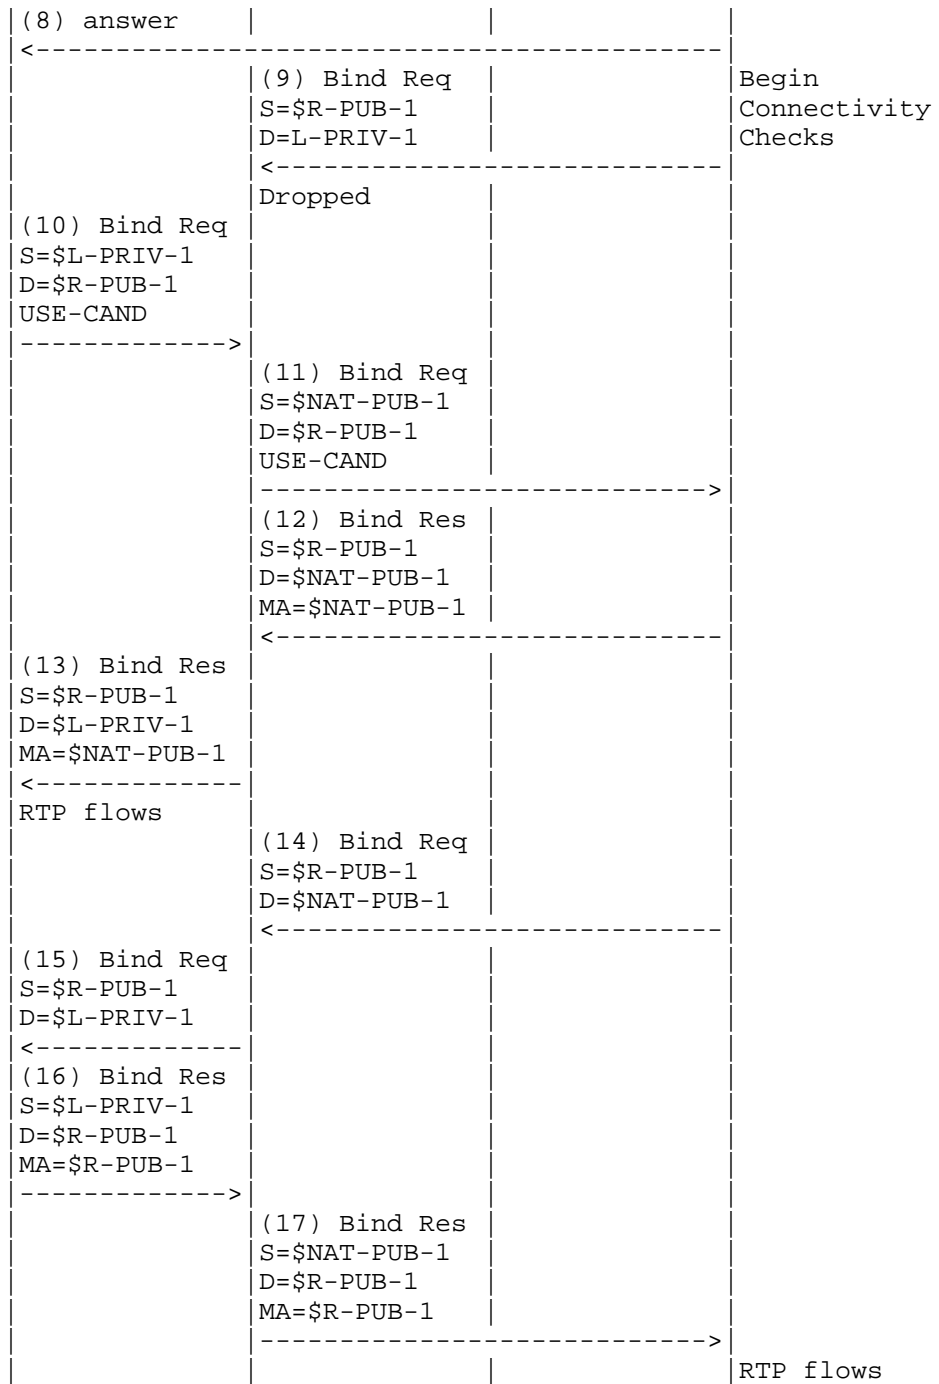 (8) answer
<-------------------------------------------
(9) Bind Req Begin
S=$R-PUB-1 Connectivity
D=L-PRIV-1 Checks
<----------------------------
Dropped
(10) Bind Req
S=$L-PRIV-1
D=$R-PUB-1
USE-CAND
------------->
(11) Bind Req
S=$NAT-PUB-1
D=$R-PUB-1
USE-CAND
---------------------------->
(12) Bind Res
S=$R-PUB-1
D=$NAT-PUB-1
MA=$NAT-PUB-1
<----------------------------
(13) Bind Res
S=$R-PUB-1
D=$L-PRIV-1
MA=$NAT-PUB-1
<-------------
RTP flows
(14) Bind Req
S=$R-PUB-1
D=$NAT-PUB-1
<----------------------------
(15) Bind Req
S=$R-PUB-1
D=$L-PRIV-1
<-------------
(16) Bind Res
S=$L-PRIV-1
D=$R-PUB-1
MA=$R-PUB-1
------------->
(17) Bind Res
S=$NAT-PUB-1
D=$R-PUB-1
MA=$R-PUB-1
---------------------------->
RTP flows